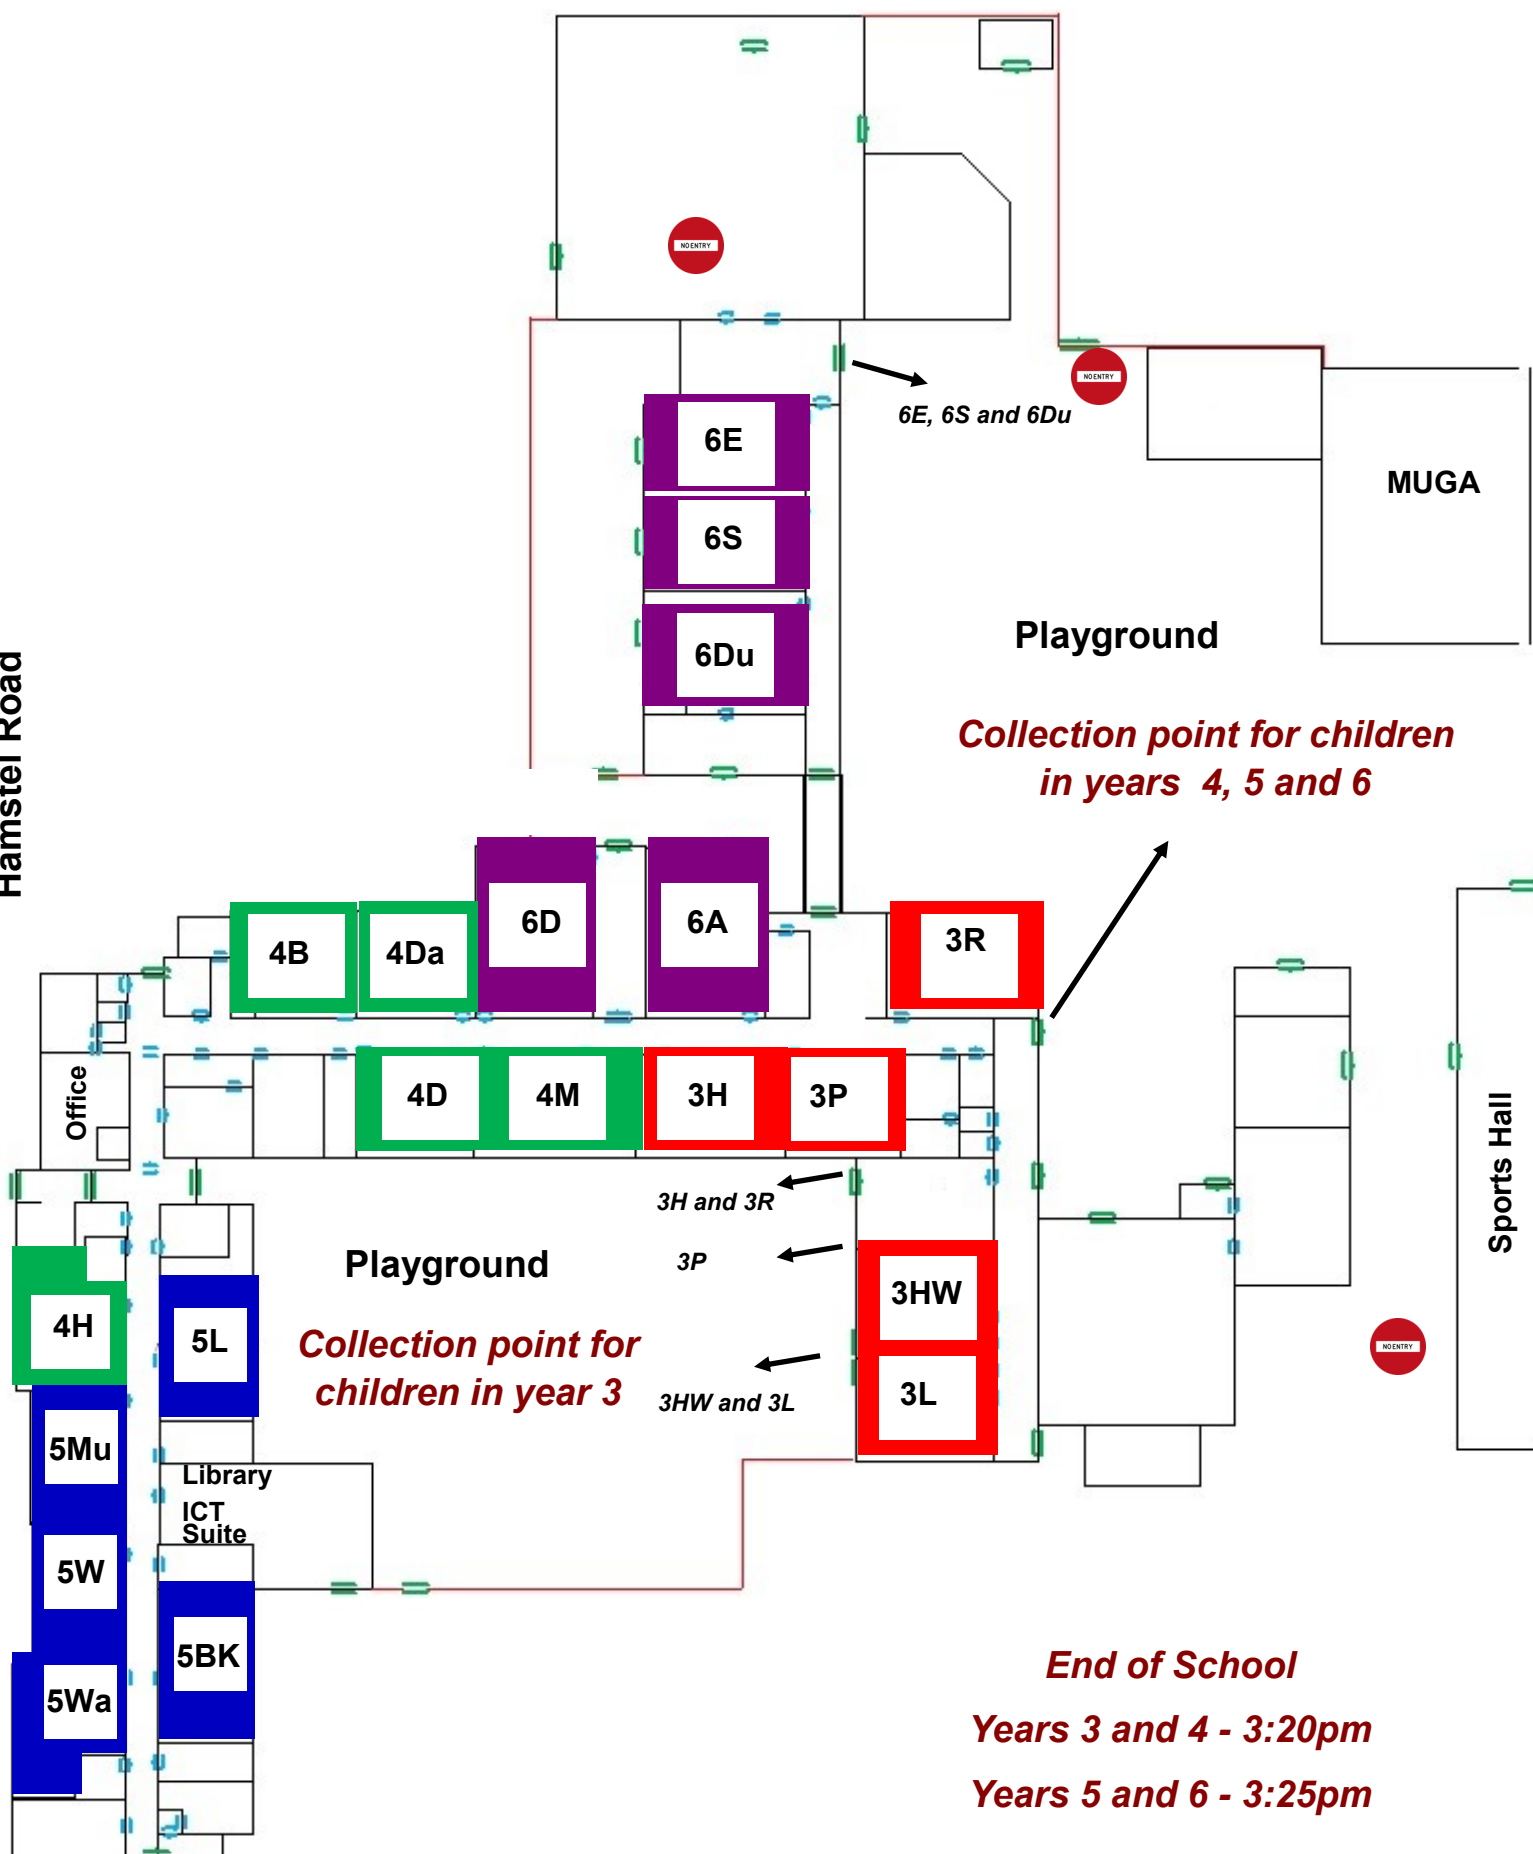 NO ENTRY
NO ENTRY
6E, 6S and 6Du
6E
MUGA
6S
Playground
6Du
Hamstel Road
Collection point for children
in years 4, 5 and 6
6D
6A
3R
4B
4Da
Office
4D
4M
3H
3P
Sports Hall
3H and 3R
Playground
3P
3HW
4H
5L
Collection point for
children in year 3
NO ENTRY
3HW and 3L
3L
5Mu
Library
ICT
Suite
5W
5BK
5Wa
End of School
Years 3 and 4 - 3:20pm
Years 5 and 6 - 3:25pm